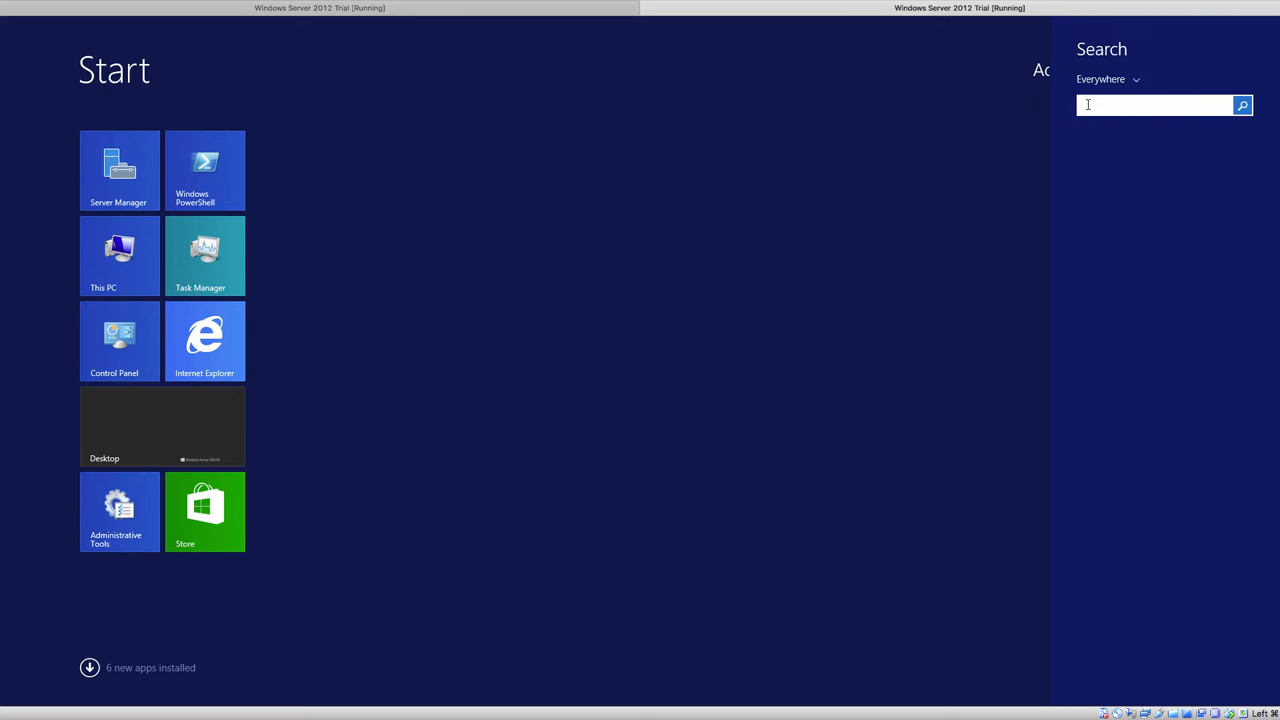 Windows Server 2012 Trial [Running]
Windows Server 2012 Trial [Running]
Start
Ad
Search
Everywhere
Server Manager
Windows
PowerShell
This PC
Task Manager
Control Panel
Internet Explorer
Desktop
Administrative
Tools
Store
6 new apps installed
Left ⌘